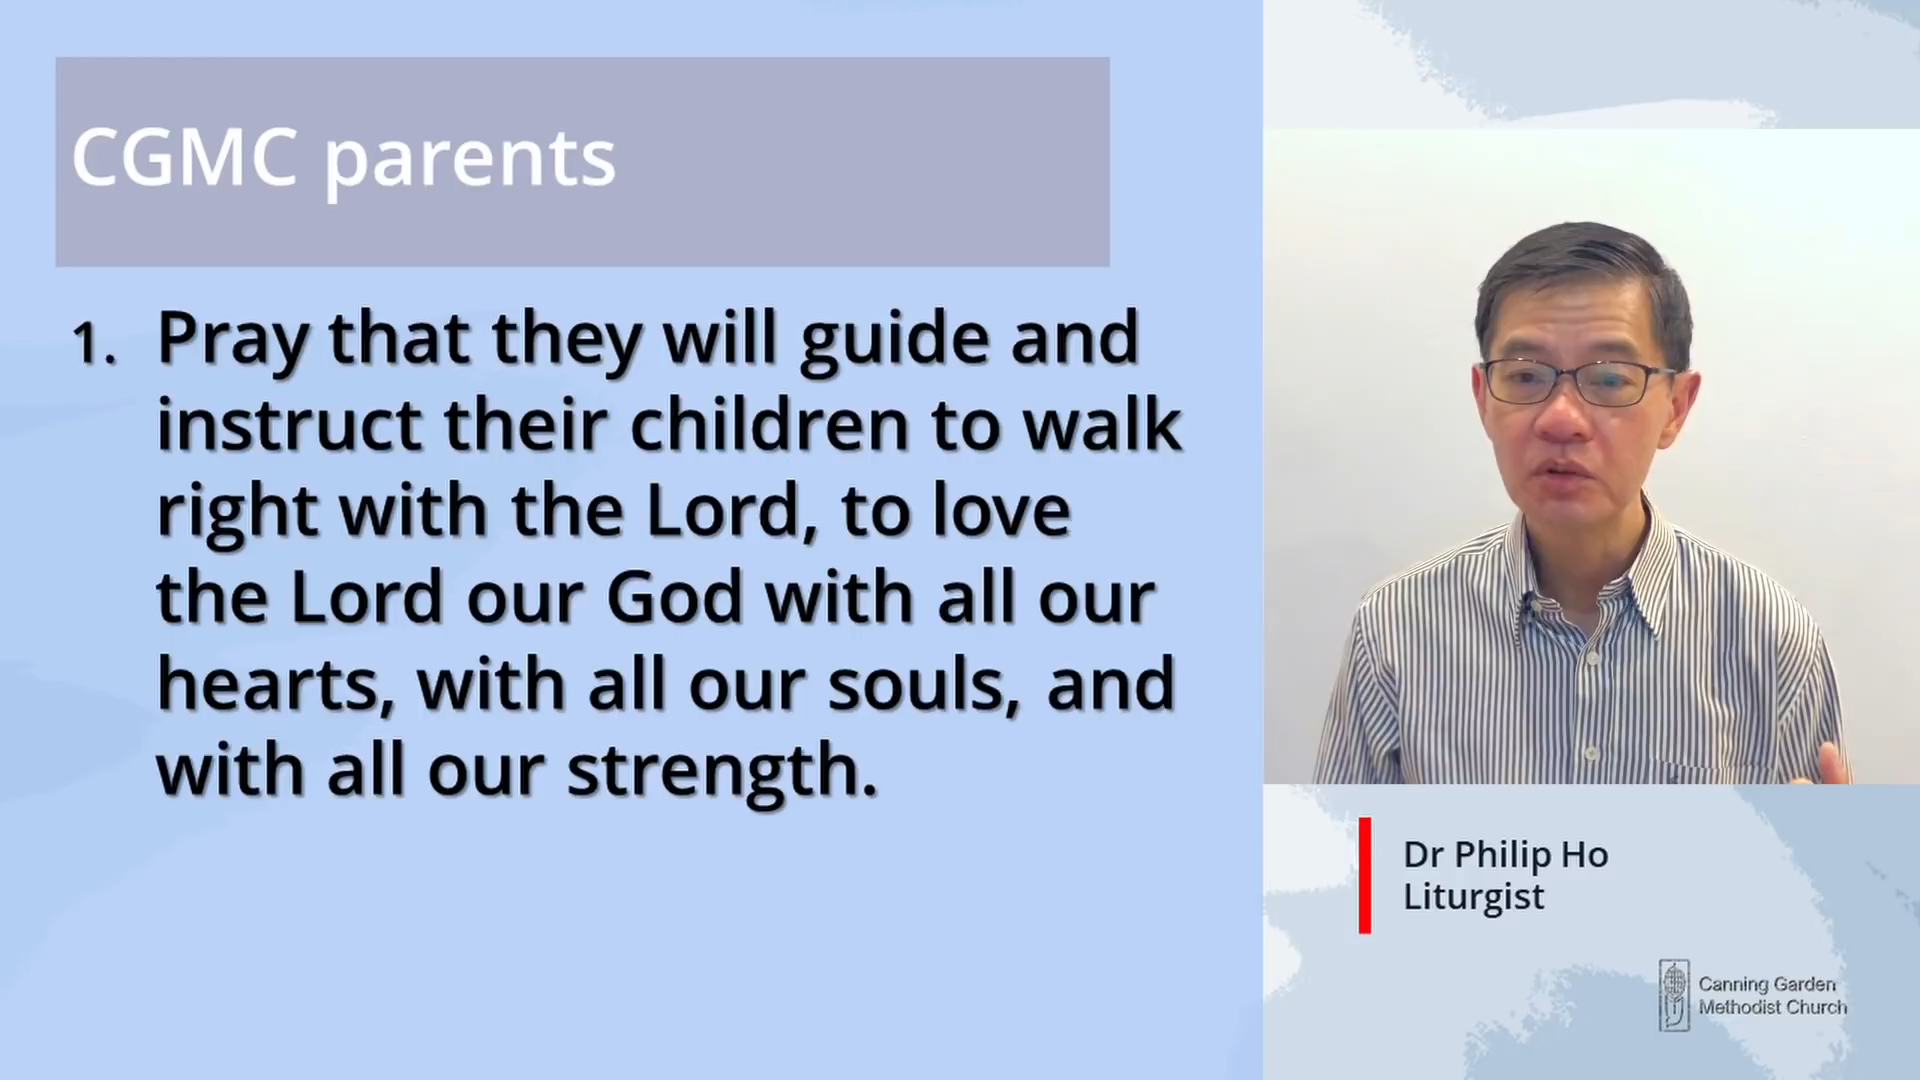 CGMC parents
1. Pray that they will guide and
instruct their children to walk
right with the Lord, to love
the Lord our God with all our
hearts, with all our souls, and
with all our strength.
Dr Philip Ho
Liturgist
Canning Garden
Methodist Church